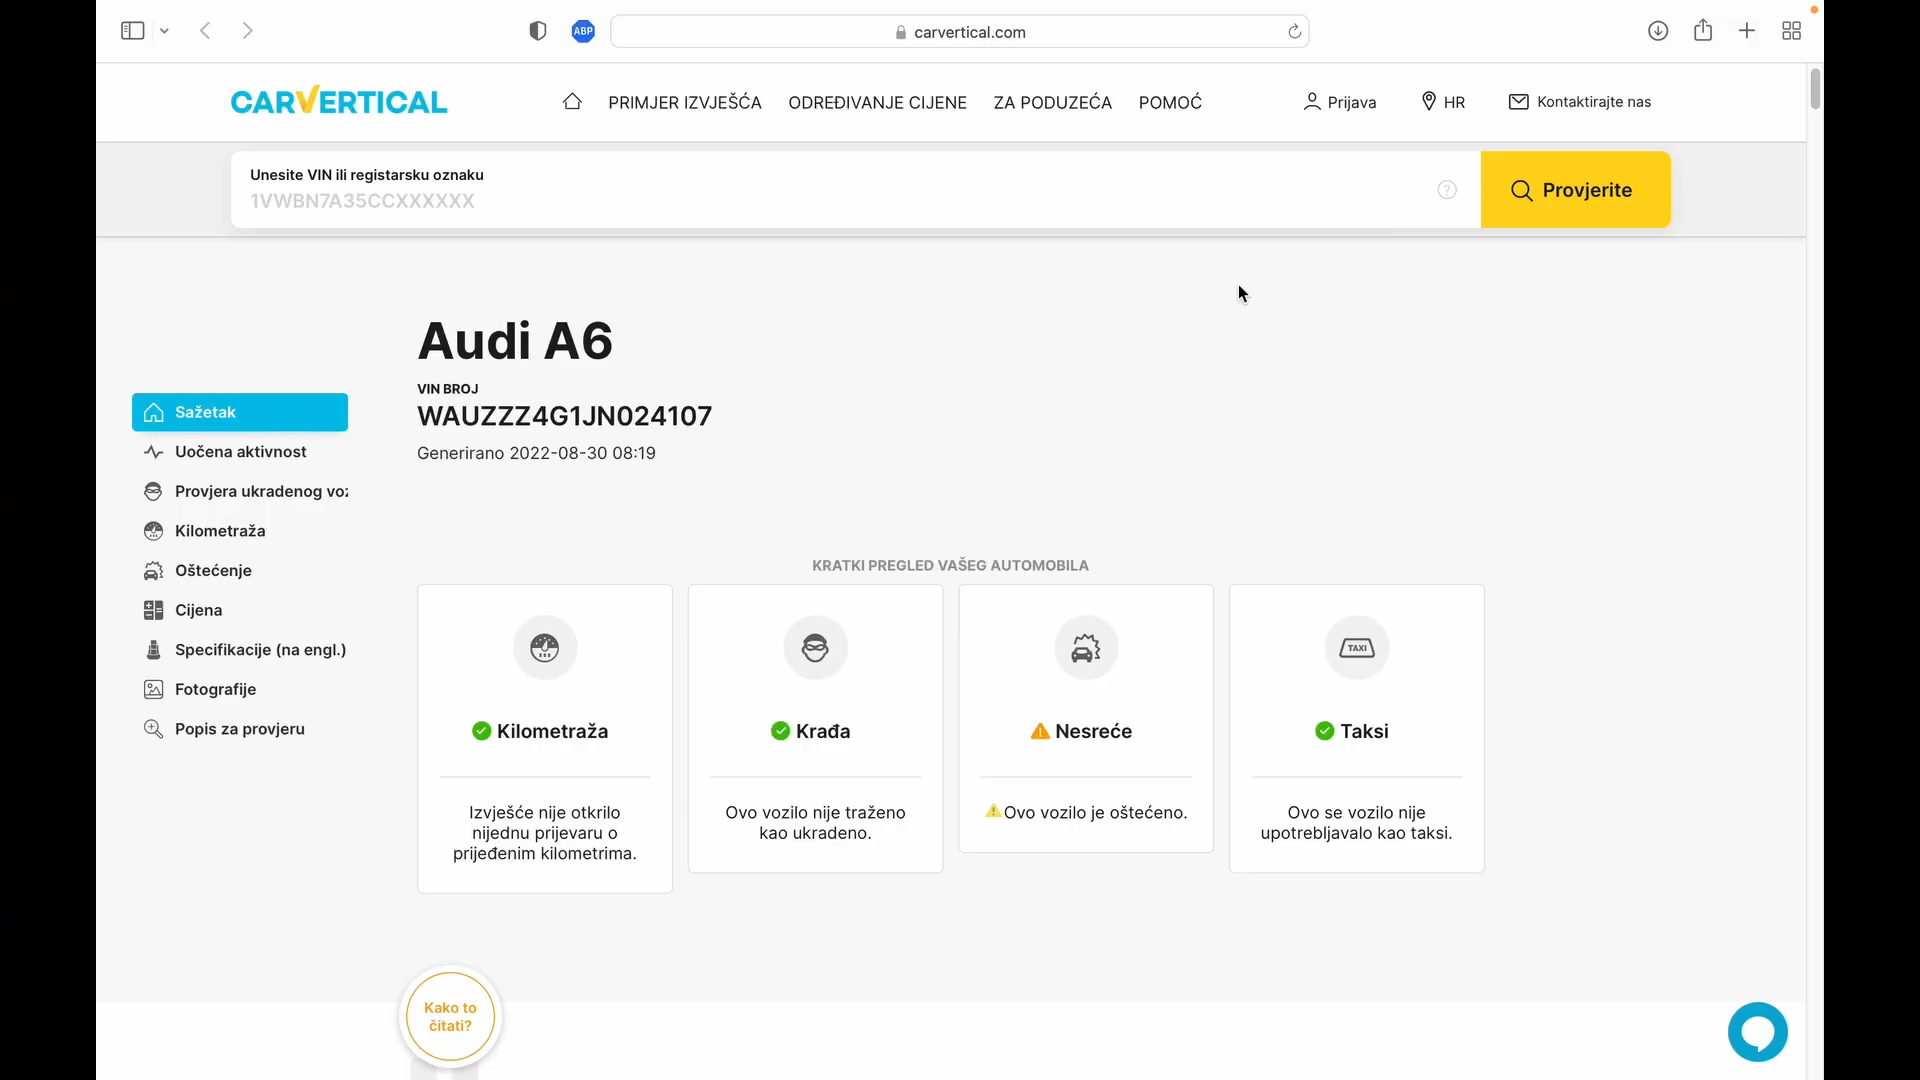 ABP
carvertical.com
CARVERTICAL
PRIMJER IZVJEŠĆA
ODREĐIVANJE CIJENE
ZA PODUZEĆA
POMOĆ
Prijava
HR
Kontaktirajte nas
Unesite VIN ili registarsku oznaku
1VWBN7A35CCXXXXXX
?
Provjerite
Audi A6
VIN BROJ
WAUZZZ4G1JN024107
Generirano 2022-08-30 08:19
Sažetak
Uočena aktivnost
Provjera ukradenog voz
Kilometraža
Oštećenje
Cijena
Specifikacije (na engl.)
Fotografije
Popis za provjeru
KRATKI PREGLED VAŠEG AUTOMOBILA
Kilometraža
Izvješće nije otkrilo
nijednu prijevaru o
prijeđenim kilometrima.
Krađa
Ovo vozilo nije traženo
kao ukradeno.
Nesreće
Ovo vozilo je oštećeno.
TAXI
Taksi
Ovo se vozilo nije
upotrebljavalo kao taksi.
Kako to
čitati?